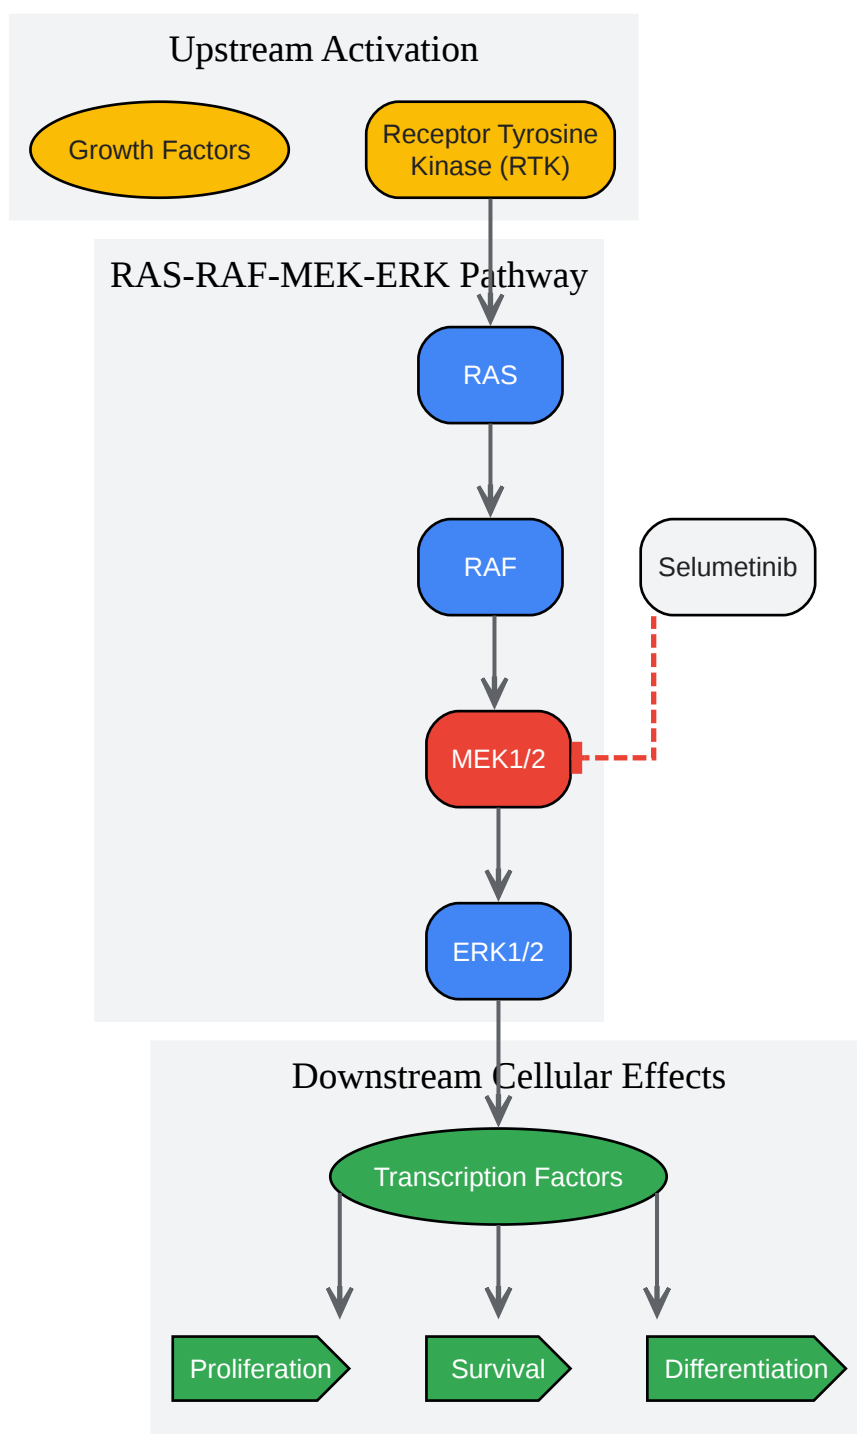 Upstream Activation
Growth Factors
Receptor Tyrosine
Kinase (RTK)
RAS-RAF-MEK-ERK Pathway
RAS
RAF
Selumetinib
MEK1/2
ERK1/2
Downstream Cellular Effects
Transcription Factors
Proliferation
Survival
Differentiation